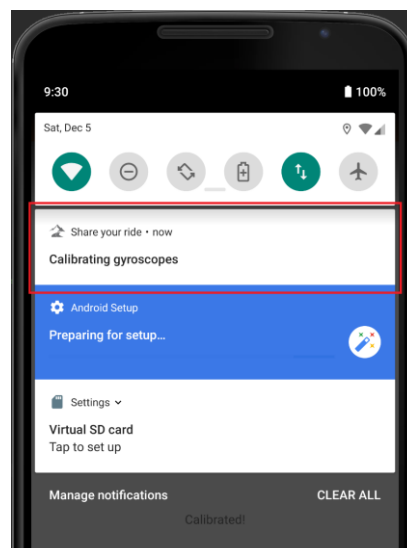 9:30 100%
Sat, Dec 5
Share your ride • now
Calibrating gyroscopes
Android Setup
Preparing for setup...
Settings
Virtual SD card
Tap to set up
Manage notifications CLEAR ALL
Calibrated!